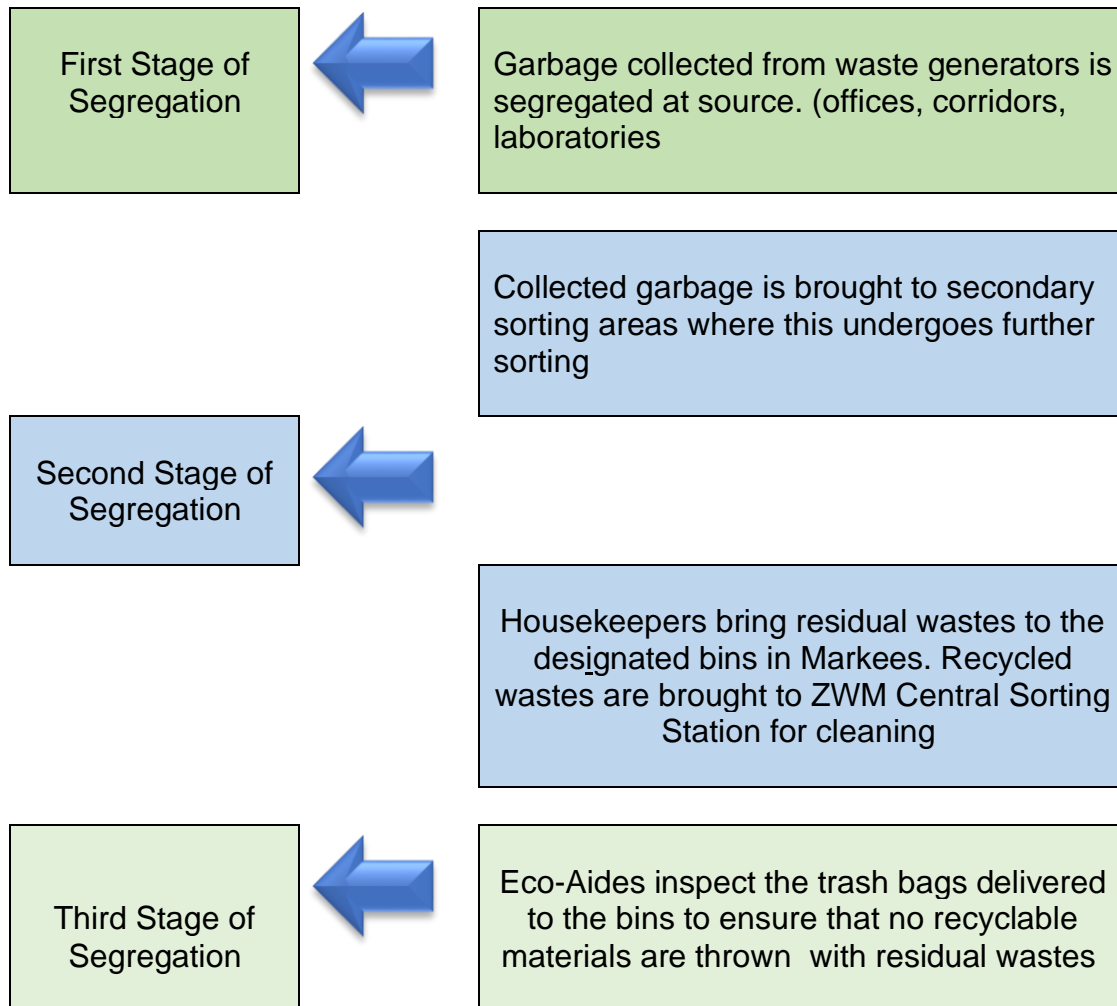 First Stage of
Segregation
Garbage collected from waste generators is
segregated at source. (offices, corridors,
laboratories
Collected garbage is brought to secondary
sorting areas where this undergoes further
sorting
Second Stage of
Segregation
Housekeepers bring residual wastes to the
designated bins in Markees. Recycled
wastes are brought to ZWM Central Sorting
Station for cleaning
Third Stage of
Segregation
Eco-Aides inspect the trash bags delivered
to the bins to ensure that no recyclable
materials are thrown  with residual wastes